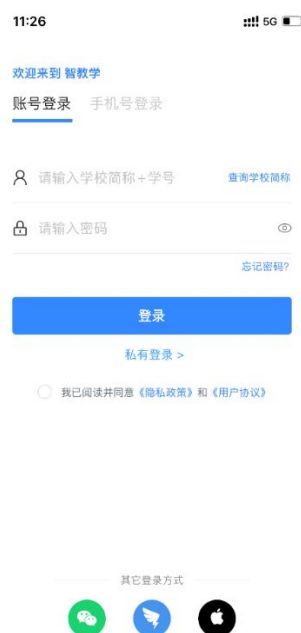 11:26
5G
欢迎来到 智教学
账号登录 手机号登录
请输入学校简称+学号 查询学校简称
请输入密码
忘记密码?
登录
私有登录 >
我已阅读并同意《隐私政策》和《用户协议》
其它登录方式